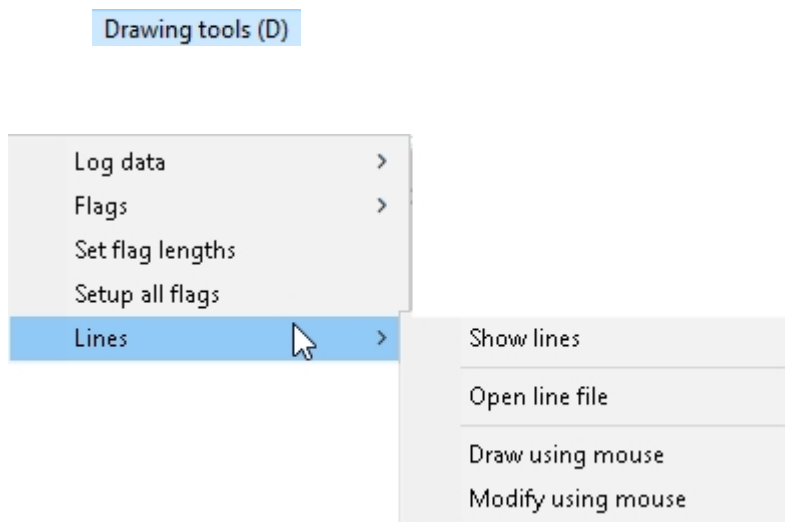 Drawing tools (D)
Log data
Flags
Set flag lengths
Setup all flags
Lines
Show lines
Open line file
Draw using mouse
Modify using mouse